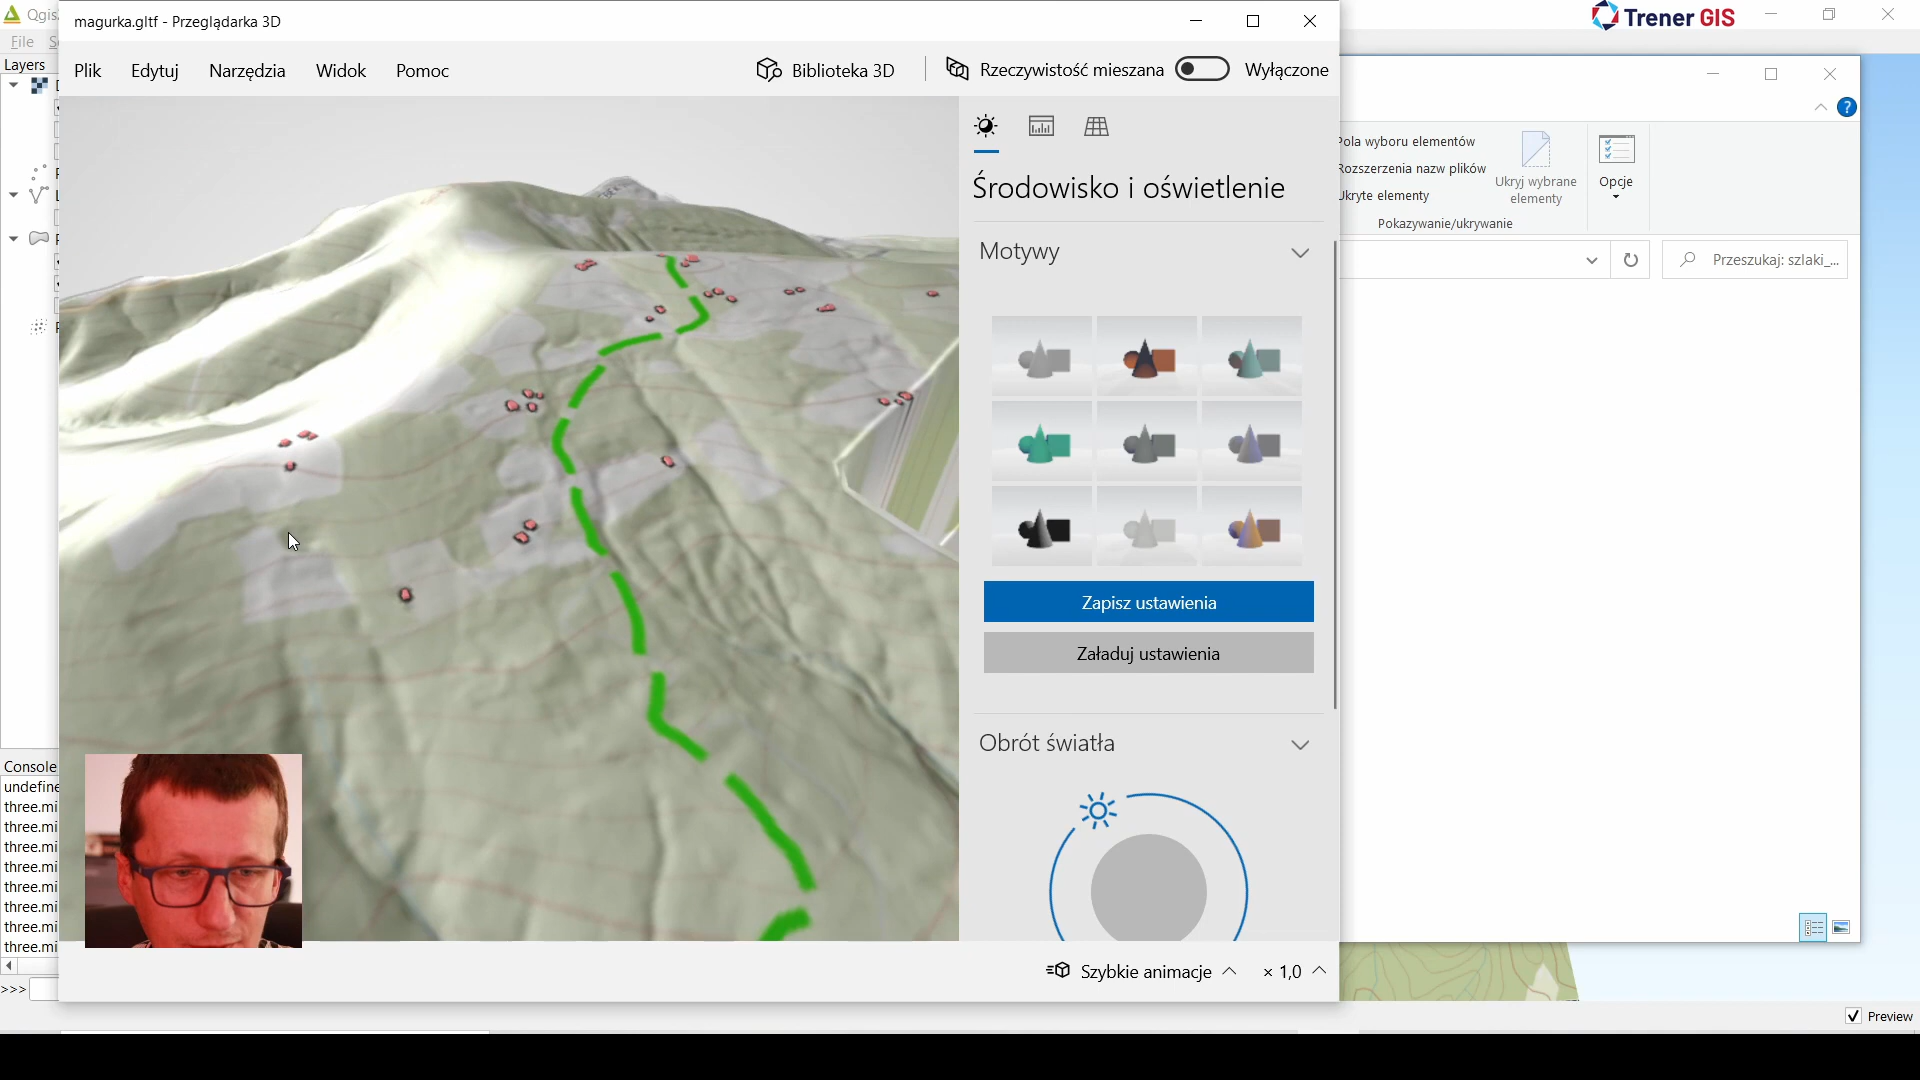 magurka.gltf - Przeglądarka 3D
Trener GIS
File
Layers
Plik
Edytuj
Narzędzia
Widok
Pomoc
Biblioteka 3D
Rzeczywistość mieszana
Wyłączone
Środowisko i oświetlenie
Motywy
Zapisz ustawienia
Załaduj ustawienia
Obrót światła
Szybkie animacje
× 1,0
Pola wyboru elementów
Rozszerzenia nazw plików
Ukryte elementy
Ukryj wybrane
elementy
Opcje
Pokazywanie/ukrywanie
Przeszukaj: szlaki_...
Console
undefine
three.mi
three.mi
three.mi
three.mi
three.mi
three.mi
three.mi
three.mi
>>>
Preview